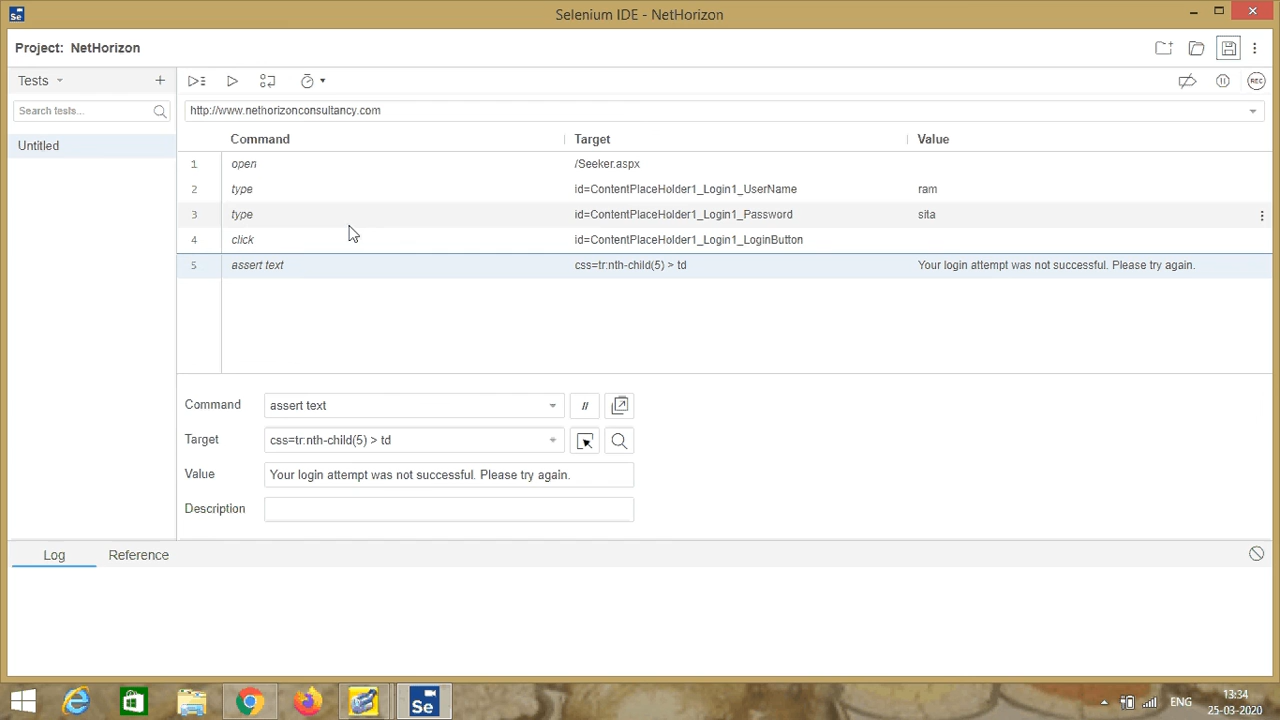 Selenium IDE - NetHorizon
Project: NetHorizon
Tests
Search tests...
Untitled
REC
http://www.nethorizonconsultancy.com
Command Target Value
1 open /Seeker.aspx
2 type id=ContentPlaceHolder1_Login1_UserName ram
3 type id=ContentPlaceHolder1_Login1_Password sita
4 click id=ContentPlaceHolder1_Login1_LoginButton
5 assert text css=tr:nth-child(5) > td Your login attempt was not successful. Please try again.
Command assert text //
Target css=tr:nth-child(5) > td
Value Your login attempt was not successful. Please try again.
Description
Log Reference
Se ENG 13:34
25-03-2020